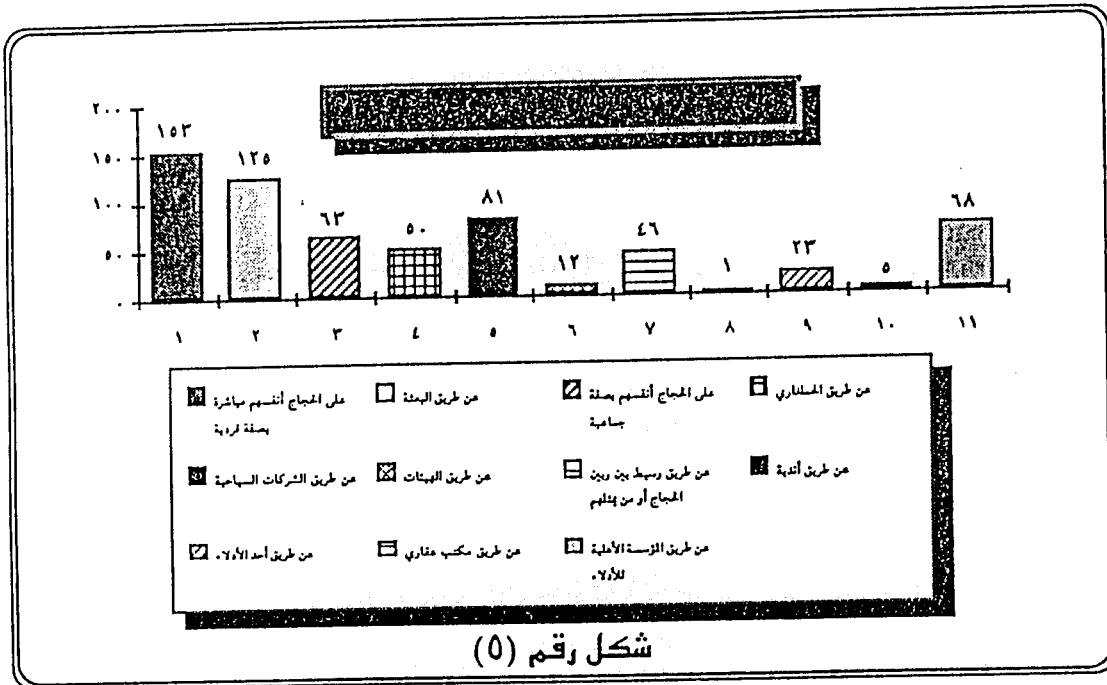 ٢٠٠
١٥٠
١٠٠
٥٠
٠
١٥٣
١٢٥
٦٣
٥٠
٨١
١٢
٤٦
١
٢٣
٥
٦٨
١ ٢ ٣ ٤ ٥ ٦ ٧ ٨ ٩ ١٠ ١١
على الحجاج أنفسهم مباشرة
بصفة فردية
عن طريق البعثة
على الحجاج أنفسهم بصفة
جماعية
عن طريق
عن طريق الشركات السياحية
عن طريق الهيئات
عن طريق وسيط بين وبين
الحجاج أو من يمثلهم
عن طريق أندية
عن طريق أحد الأدلاء
عن طريق مكتب عقاري
عن طريق المؤسسة الأهلية
للأدلاء
شكل رقم (٥)